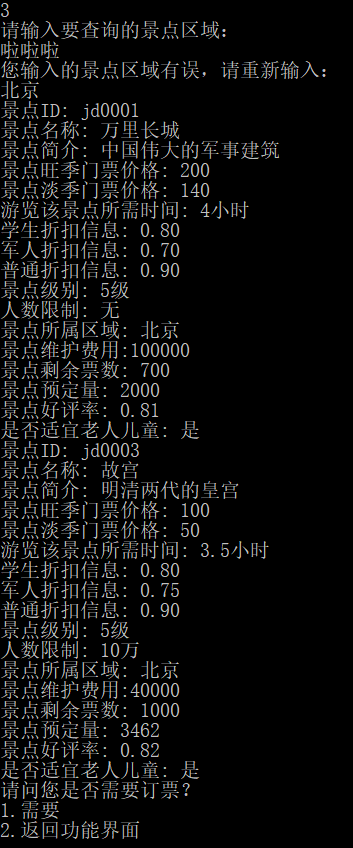 3
请输入要查询的景点区域：
啦啦啦
您输入的景点区域有误，请重新输入：
北京
景点ID: jd0001
景点名称: 万里长城
景点简介: 中国伟大的军事建筑
景点旺季门票价格: 200
景点淡季门票价格: 140
游览该景点所需时间: 4小时
学生折扣信息: 0.80
军人折扣信息: 0.70
普通折扣信息: 0.90
景点级别: 5级
人数限制: 无
景点所属区域: 北京
景点维护费用:100000
景点剩余票数: 700
景点预定量: 2000
景点好评率: 0.81
是否适宜老人儿童: 是
景点ID: jd0003
景点名称: 故宫
景点简介: 明清两代的皇宫
景点旺季门票价格: 100
景点淡季门票价格: 50
游览该景点所需时间: 3.5小时
学生折扣信息: 0.80
军人折扣信息: 0.75
普通折扣信息: 0.90
景点级别: 5级
人数限制: 10万
景点所属区域: 北京
景点维护费用:40000
景点剩余票数: 1000
景点预定量: 3462
景点好评率: 0.82
是否适宜老人儿童: 是
请问您是否需要订票？
1.需要
2.返回功能界面